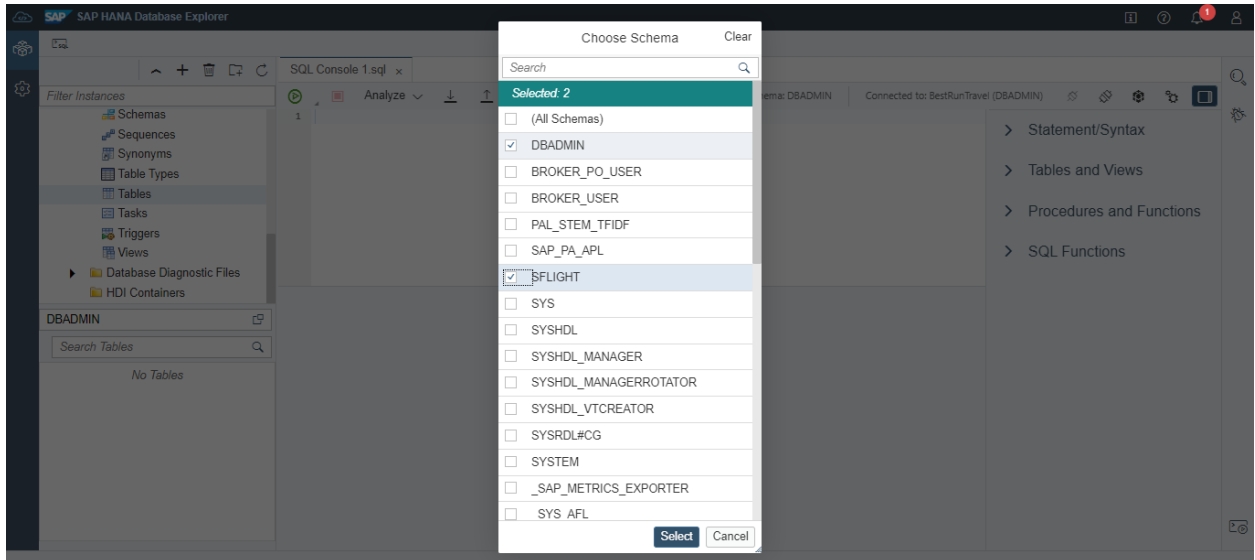 SAP SAP HANA Database Explorer
1
SQL
Filter Instances
Schemas
Sequences
Synonyms
Table Types
Tables
Tasks
Triggers
Views
Database Diagnostic Files
HDI Containers
DBADMIN
Search Tables
No Tables
SQL Console 1.sql ×
Analyze
1
Choose Schema
Clear
Search
Selected: 2
(All Schemas)
DBADMIN
BROKER_PO_USER
BROKER_USER
PAL_STEM_TFIDF
SAP_PA_APL
SFLIGHT
SYS
SYSHDL
SYSHDL_MANAGER
SYSHDL_MANAGERROTATOR
SYSHDL_VTCREATOR
SYSRDL#CG
SYSTEM
_SAP_METRICS_EXPORTER
_SYS_AFL
Select Cancel
ema: DBADMIN Connected to: BestRunTravel (DBADMIN)
Statement/Syntax
Tables and Views
Procedures and Functions
SQL Functions